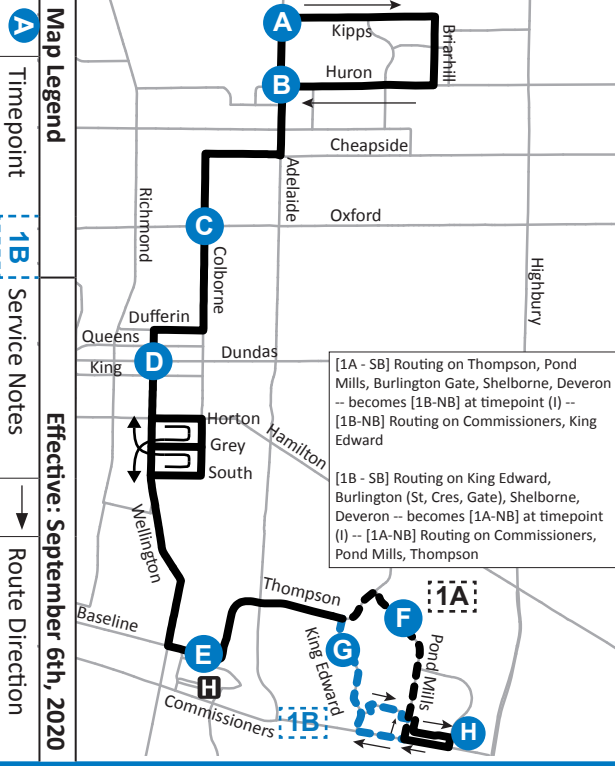 Map Legend
Effective: September 6th, 2020
A Timepoint
1B Service Notes
Route Direction
A
Kipps
Briarhill
Huron
B
Cheapside
Adelaide
Richmond
Oxford
C
Colborne
Highbury
Dufferin
Queens
D
Dundas
King
[1A - SB] Routing on Thompson, Pond
Mills, Burlington Gate, Shelborne, Deveron
-- becomes [1B-NB] at timepoint (I) --
[1B-NB] Routing on Commissioners, King
Edward
[1B - SB] Routing on King Edward,
Burlington (St, Cres, Gate), Shelborne,
Deveron -- becomes [1A-NB] at timepoint
(I) -- [1A-NB] Routing on Commissioners,
Pond Mills, Thompson
Horton
Grey
Hamilton
South
Wellington
Thompson
1A
F
Baseline
King Edward
G
Pond Mills
E
H
Commissioners
1B
H